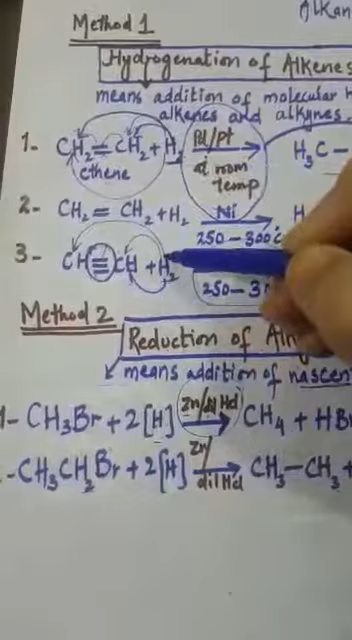 Alkan
Method 1
Hydrogenation of Alkenes
means addition of molecular h
alkenes and alkynes.
1- CH₂=CH₂+H₂ Pd/Pt H₃C-
ethene at room
temp
2- CH₂=CH₂+H₂ Ni H
250-300°c
3- CH≡CH+H₂
250-3
Method 2
Reduction of Al
means addition of nascen
1- CH₃Br+2[H] Zn/dil Hcl CH₄+HBr
-CH₃CH₂Br+2[H] Zn/ CH₃-CH₃+
dil Hcl